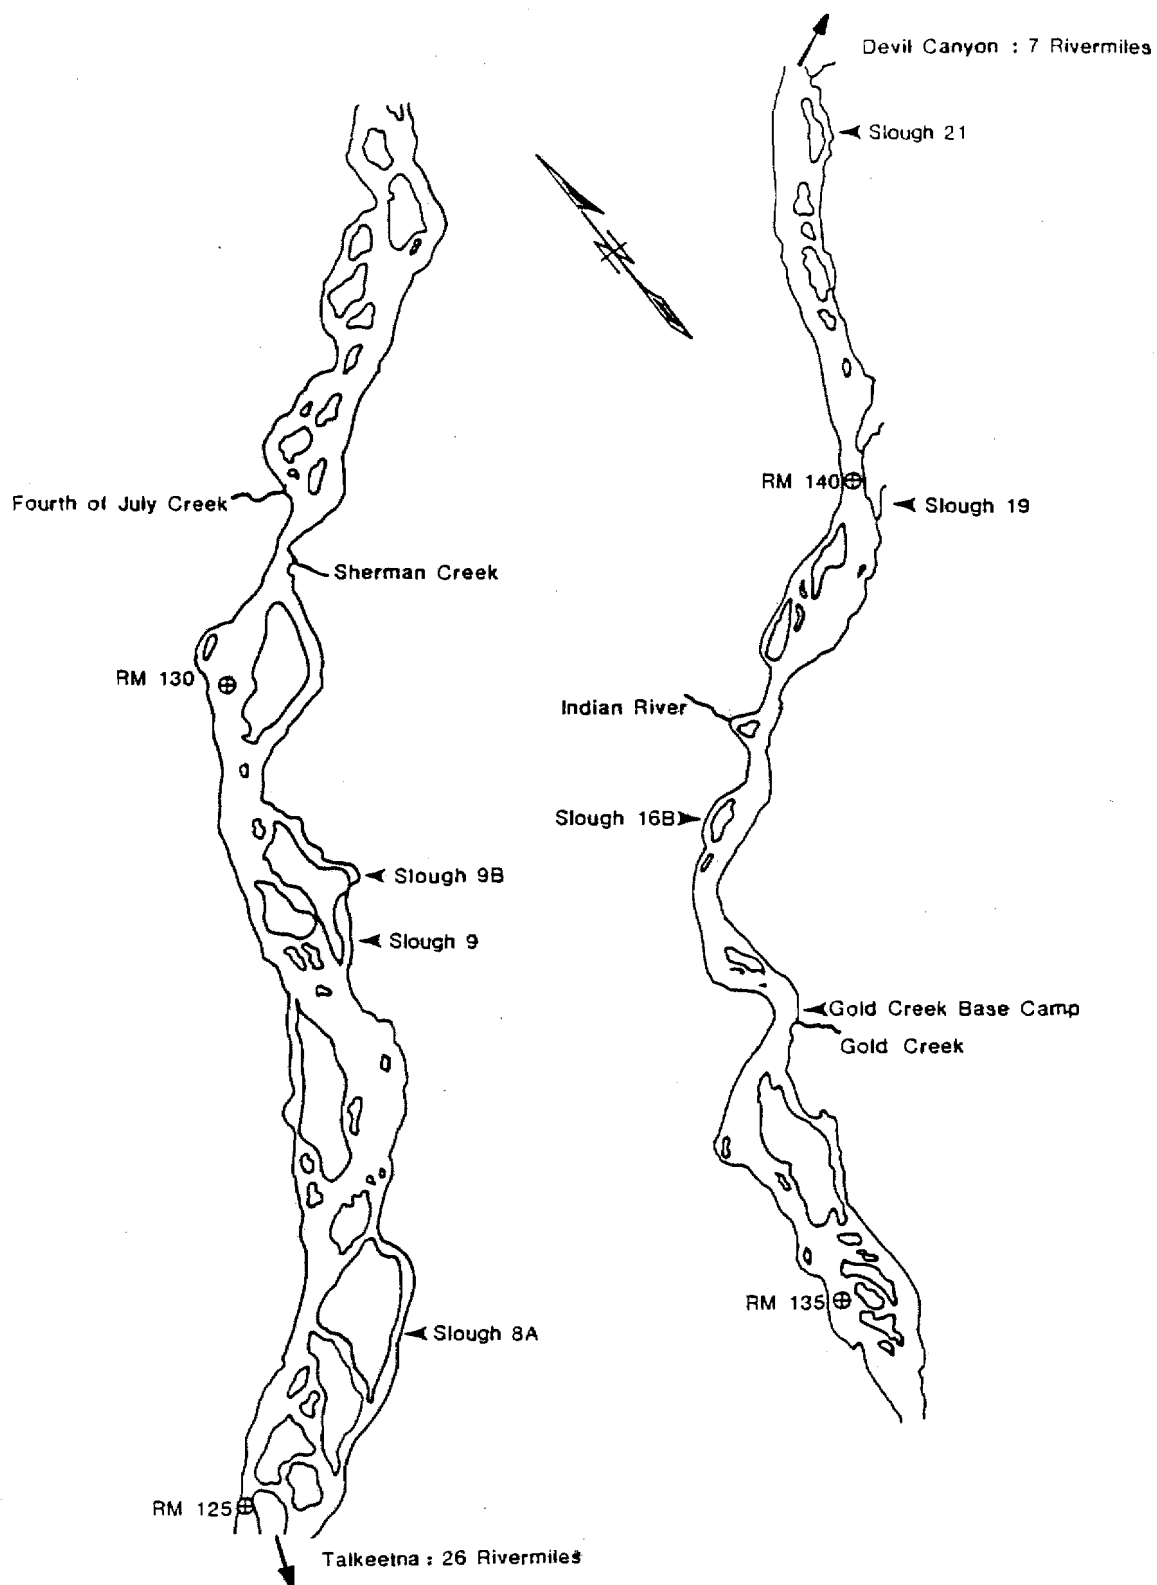 Devil Canyon : 7 Rivermiles
Slough 21
RM 140
Slough 19
Fourth of July Creek
Sherman Creek
RM 130
Indian River
Slough 16B
Slough 9B
Slough 9
Gold Creek Base Camp
Gold Creek
RM 135
Slough 8A
RM 125
Talkeetna : 26 Rivermiles
N